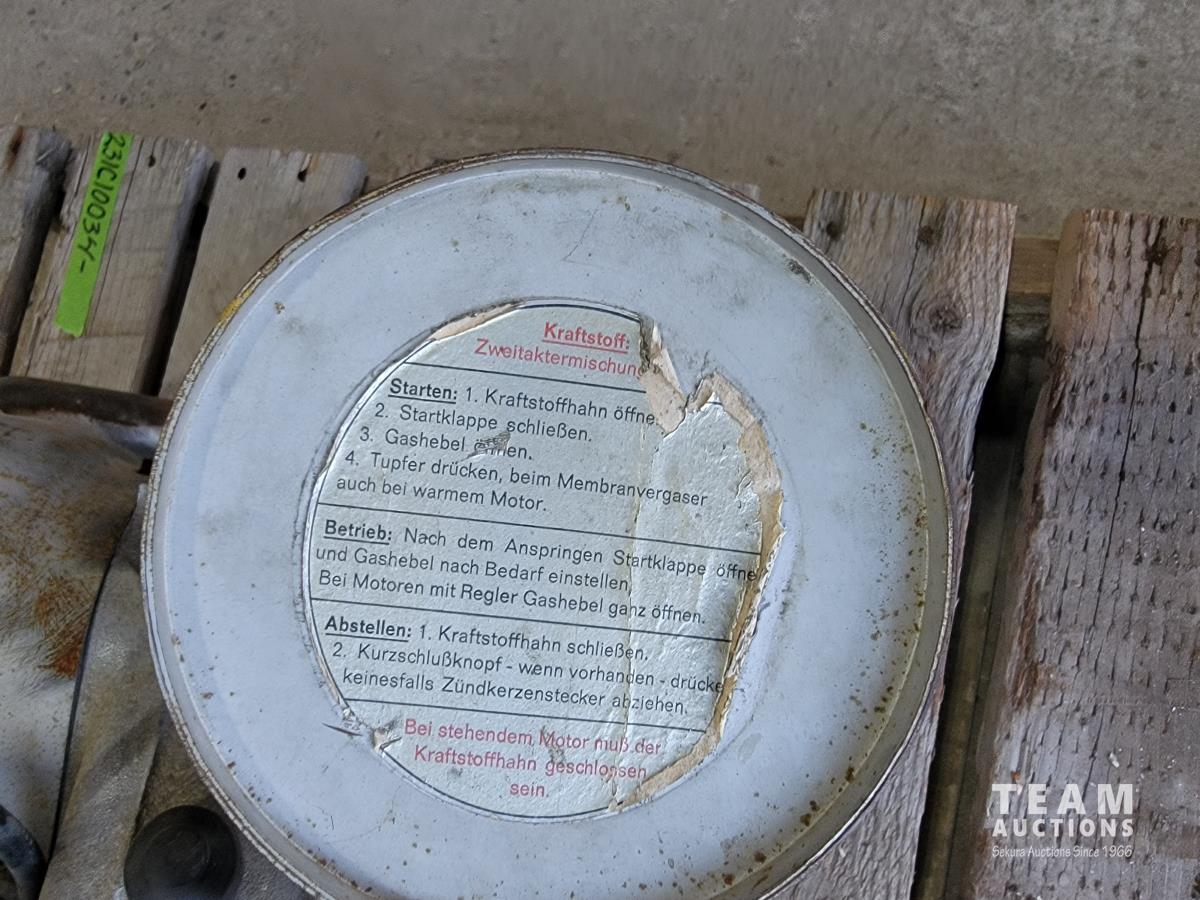 231C10034-
Kraftstoff:
Zweitaktermischung
Starten: 1. Kraftstoffhahn öffne
2. Startklappe schließen.
3. Gashebel
4. Tupfer drücken, beim Membranvergaser
auch bei warmem Motor.
Betrieb: Nach dem Anspringen Startklappe öffne
und Gashebel nach Bedarf einstellen,
Bei Motoren mit Regler Gashebel ganz öffnen.
Abstellen: 1. Kraftstoffhahn schließen.
2. Kurzschlußknopf - wenn vorhanden - drücke
keinesfalls Zündkerzenstecker abziehen.
Bei stehendem Motor muß der
Kraftstoffhahn geschlossen
sein.
TEAM
AUCTIONS
Sekura Auctions Since 1966